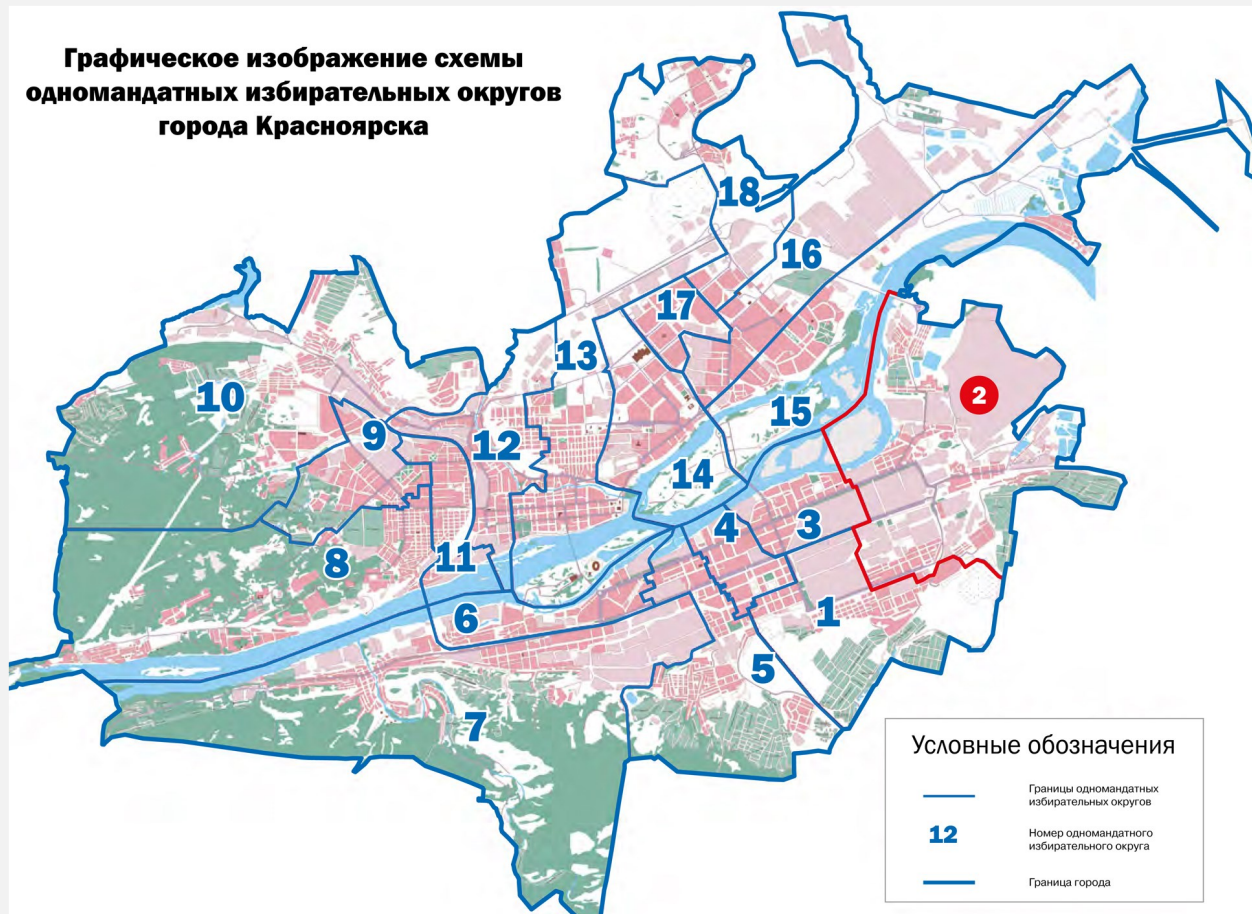 Графическое изображение схемы
одномандатных избирательных округов
города Красноярска
18
16
17
13
10
2
15
9
12
14
4
3
8
11
6
1
5
7
Условные обозначения
Границы одномандатных
избирательных округов
12
Номер одномандатного
избирательного округа
Граница города